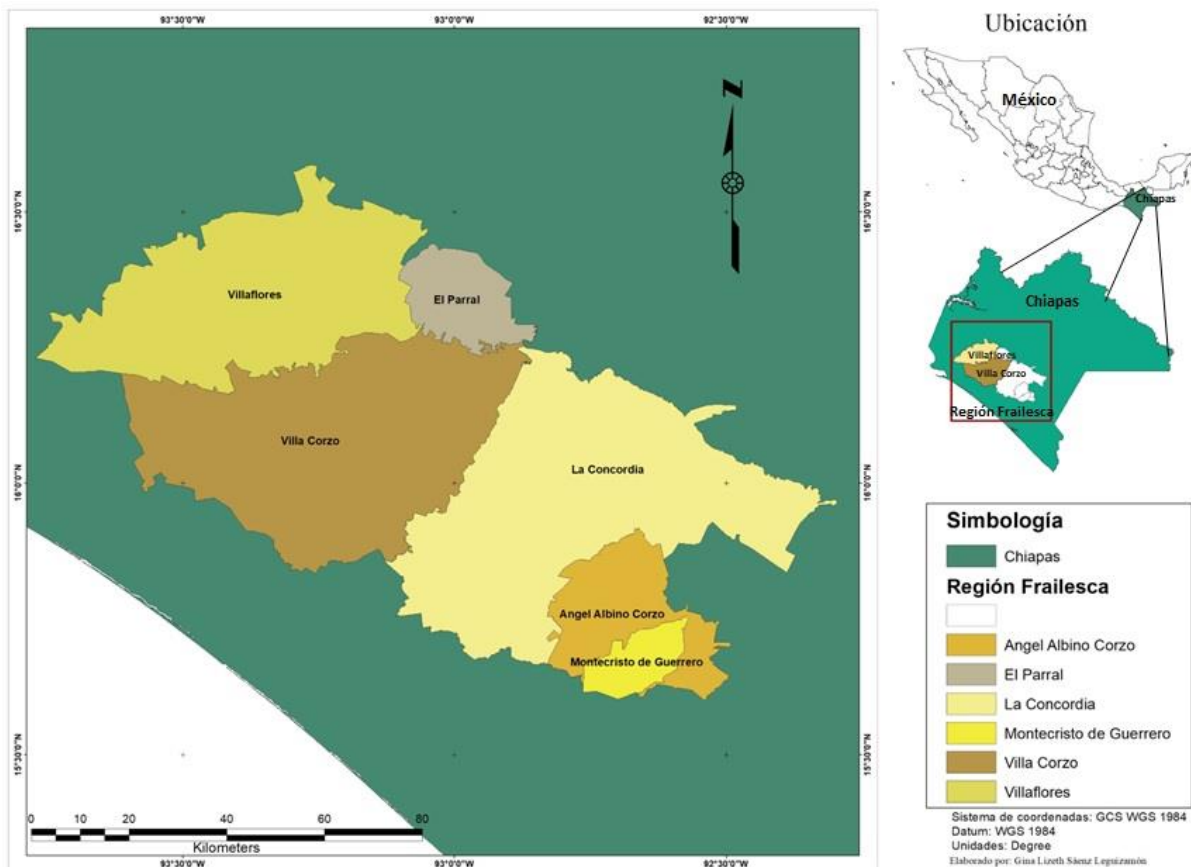 93°30'0"W
93°0'0"W
92°30'0"W
N
16°30'0"N
16°30'0"N
Villaflores
El Parral
Villa Corzo
La Concordia
16°0'0"N
16°0'0"N
Angel Albino Corzo
Montecristo de Guerrero
15°30'0"N
15°30'0"N
0 10 20 40 60 80
Kilometers
93°30'0"W
93°0'0"W
92°30'0"W
Ubicación
México
Chiapas
Chiapas
Villaflores
Villa Corzo
Región Frailesca
Simbología
Chiapas
Región Frailesca
Angel Albino Corzo
El Parral
La Concordia
Montecristo de Guerrero
Villa Corzo
Villaflores
Sistema de coordenadas: GCS WGS 1984
Datum: WGS 1984
Unidades: Degree
Elaborado por: Gina Lizeth Sáenz Leguizamón